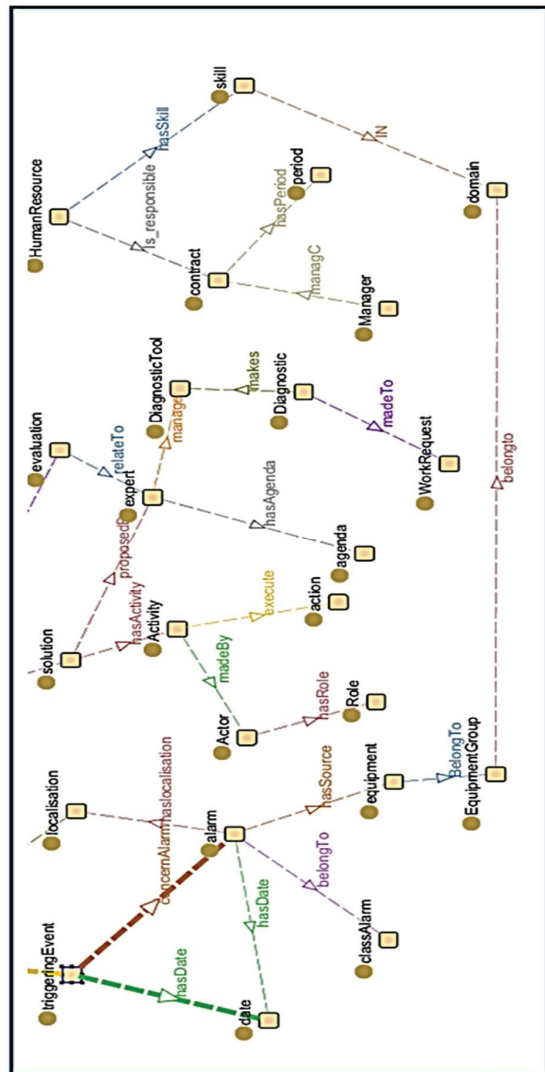 triggeringEvent
localisation
solution
evaluation
HumanResource
concernAlarm
haslocalisation
hasDate
proposedB
hasActivity
relateTo
manage
Is_responsible
hasSkill
skill
date
alarm
Actor
Activity
expert
DiagnosticTool
contract
hasDate
madeBy
execute
hasAgenda
makes
hasPeriod
period
managC
IN
belongTo
hasSource
hasRole
Role
action
agenda
Diagnostic
madeTo
Manager
classAlarm
equipment
WorkRequest
domain
BelongTo
EquipmentGroup
belongto